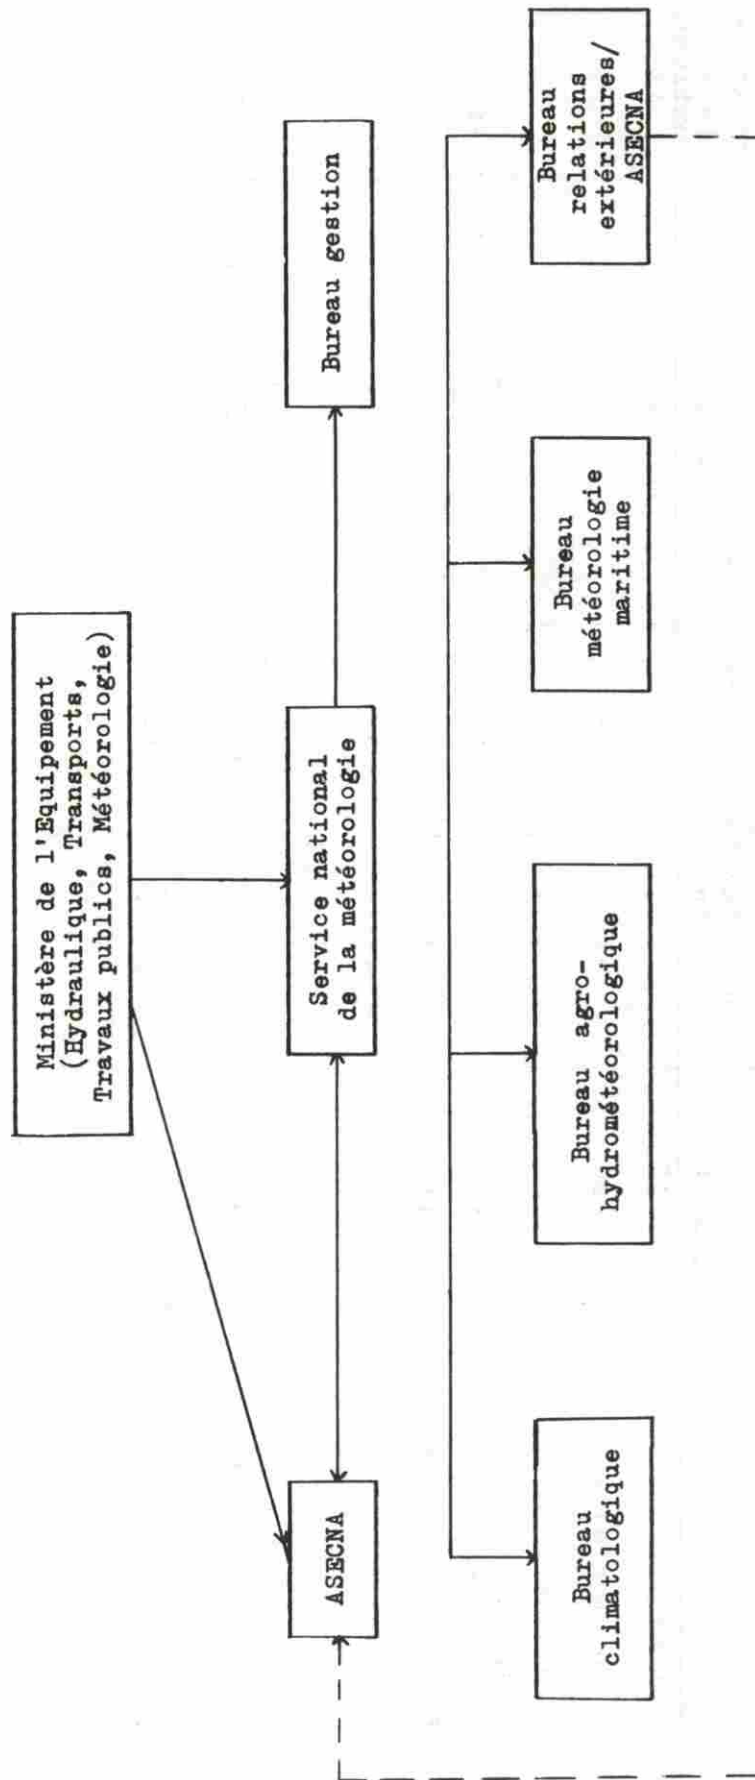 Ministère de l'Equipement
(Hydraulique, Transports,
Travaux publics, Météorologie)
ASECNA
Service national
de la météorologie
Bureau gestion
Bureau
climatologique
Bureau agro-
hydrométéorologique
Bureau
météorologie
maritime
Bureau
relations
extérieures/
ASECNA